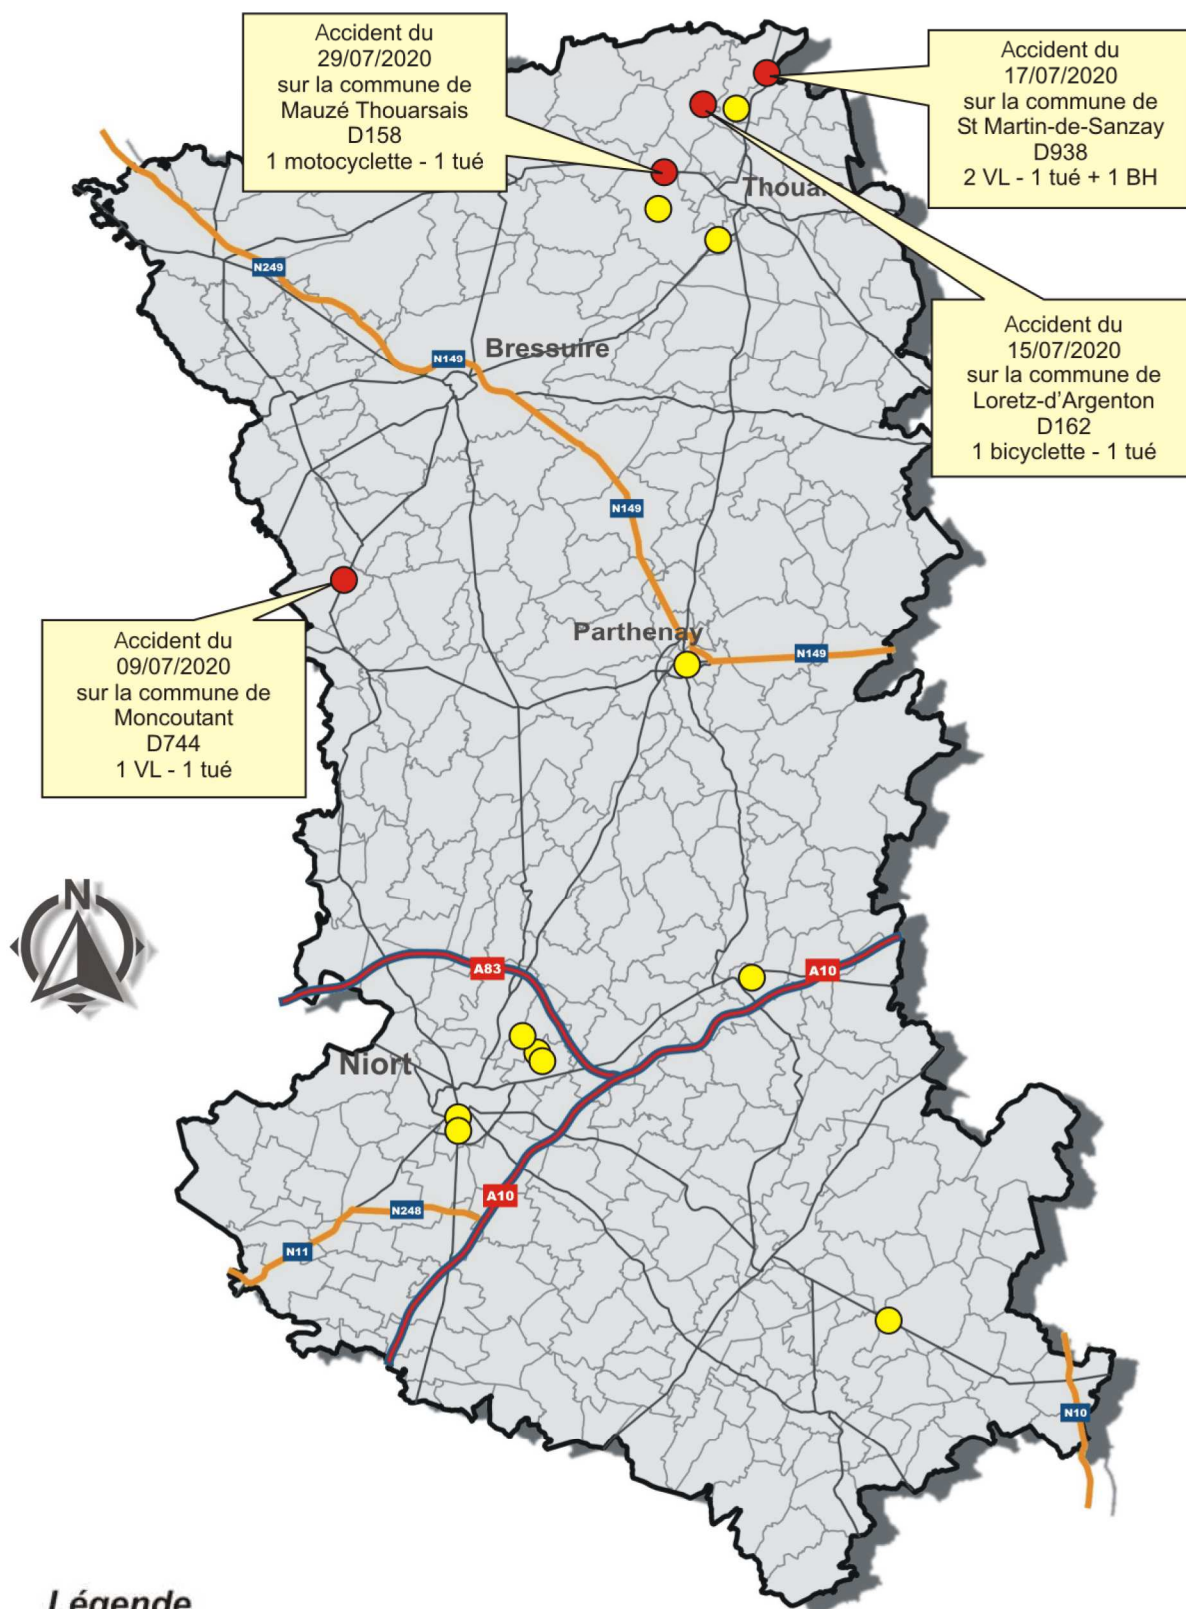 Accident du
29/07/2020
sur la commune de
Mauzé Thouarsais
D158
1 motocyclette - 1 tué
Accident du
17/07/2020
sur la commune de
St Martin-de-Sanzay
D938
2 VL - 1 tué + 1 BH
N249
Bressuire
N149
Accident du
15/07/2020
sur la commune de
Loretz-d'Argenton
D162
1 bicyclette - 1 tué
N149
Parthenay
N149
Accident du
09/07/2020
sur la commune de
Moncoutant
D744
1 VL - 1 tué
N
A83
A10
Niort
A10
N248
N11
N10
Légende